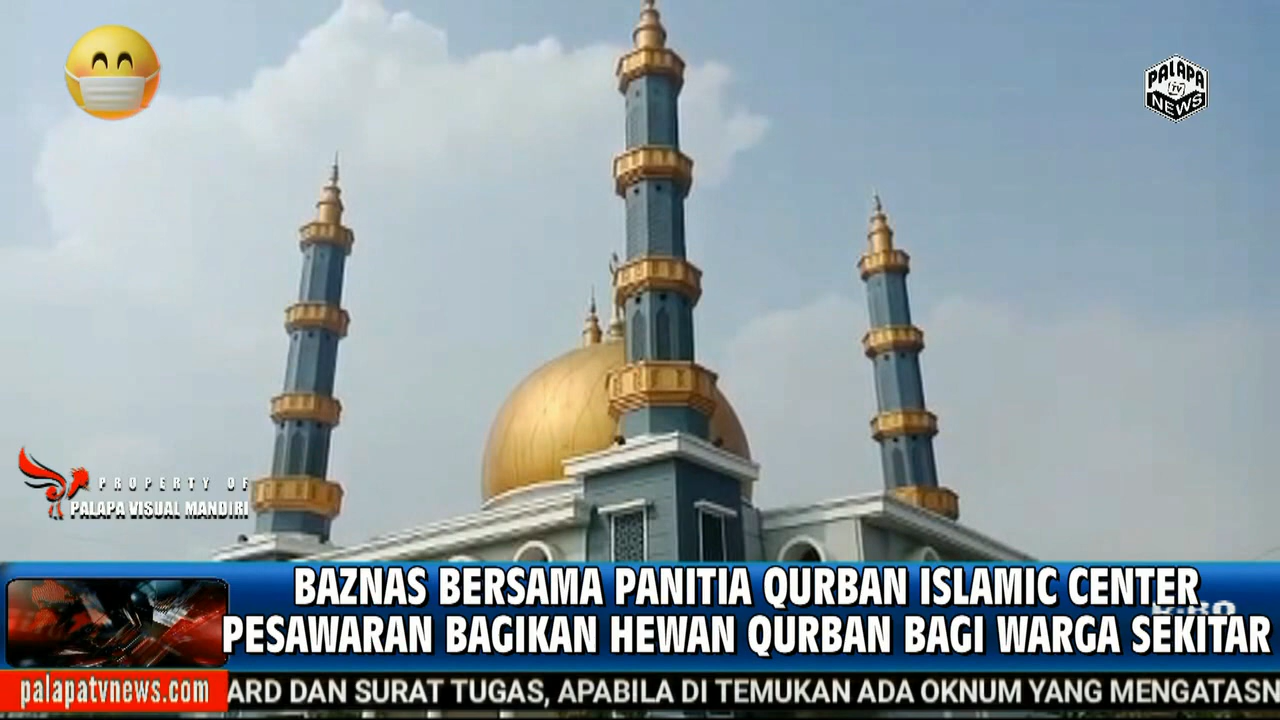 PALAPA
tv
NEWS
PROPERTY OF
PALAPA VISUAL MANDIRI
BAZNAS BERSAMA PANITIA QURBAN ISLAMIC CENTER
PESAWARAN BAGIKAN HEWAN QURBAN BAGI WARGA SEKITAR
palapatvnews.com
ARD DAN SURAT TUGAS, APABILA DI TEMUKAN ADA OKNUM YANG MENGATASN